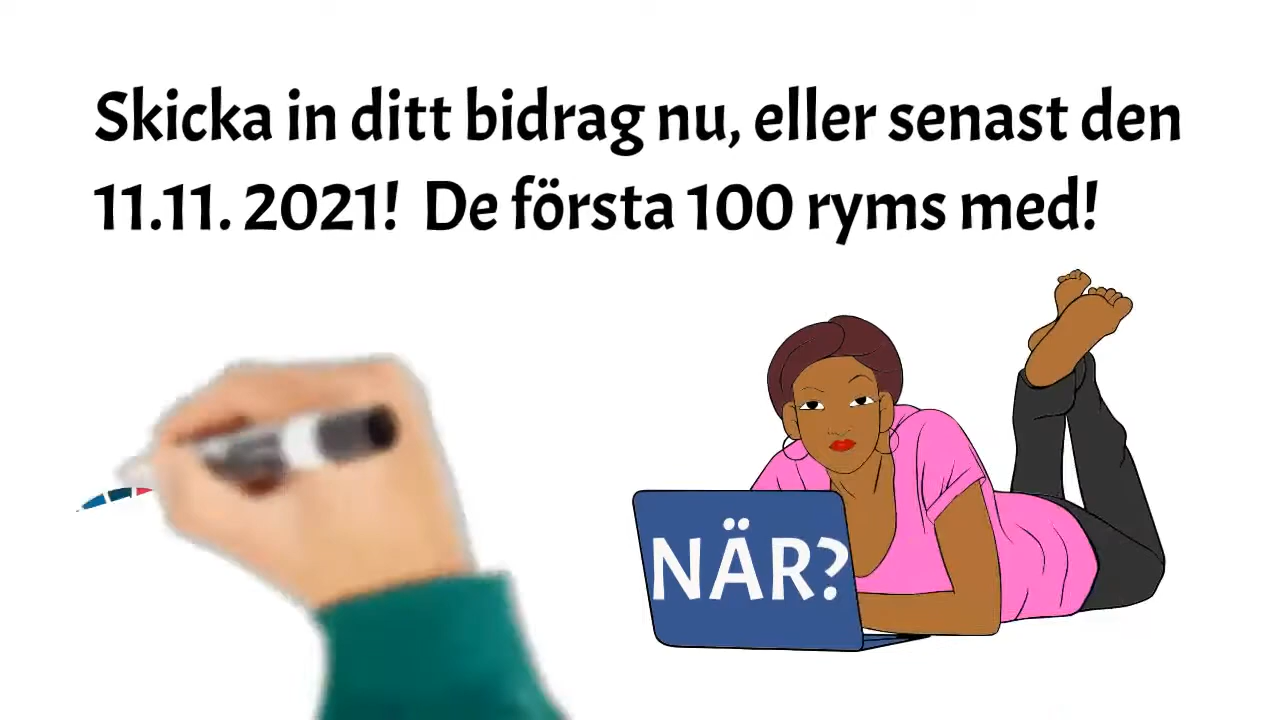 Skicka in ditt bidrag nu, eller senast den
11.11. 2021! De första 100 ryms med!
NÄR?